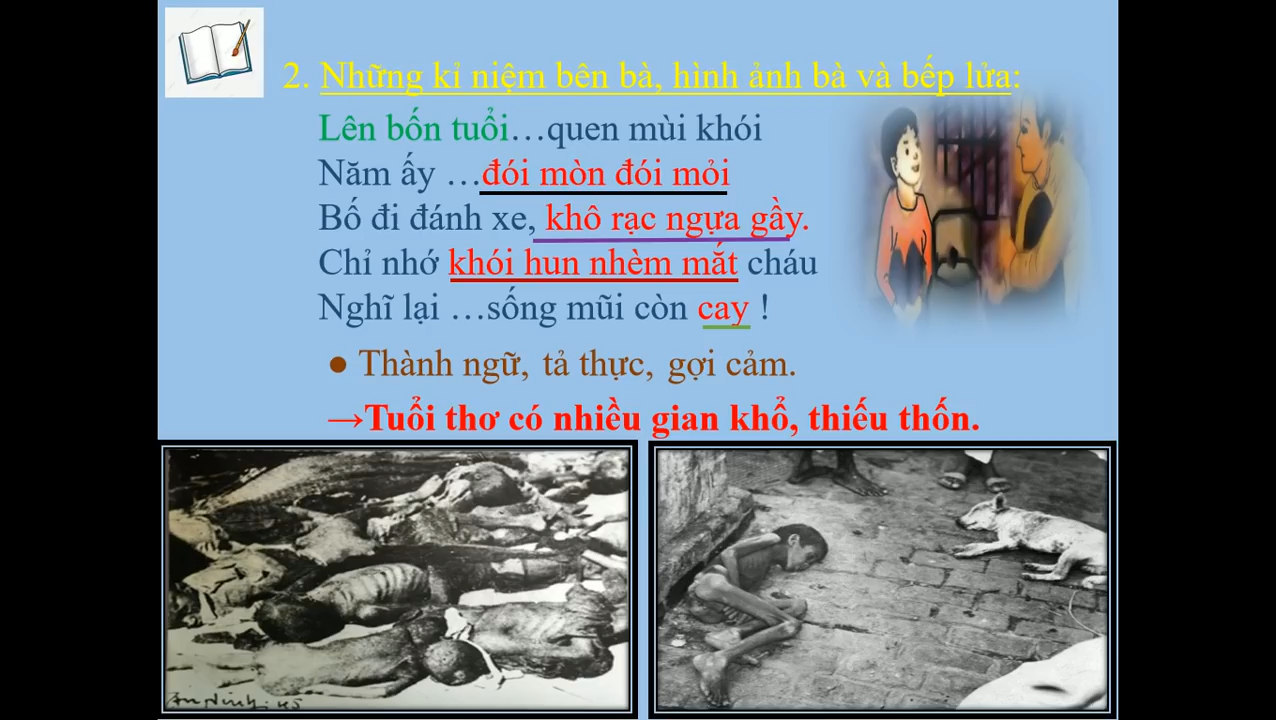 2. Những kỉ niệm bên bà, hình ảnh bà và bếp lửa:
Lên bốn tuổi…quen mùi khói
Năm ấy …đói mòn đói mỏi
Bố đi đánh xe, khô rạc ngựa gầy.
Chỉ nhớ khói hun nhèm mắt cháu
Nghĩ lại …sống mũi còn cay !
● Thành ngữ, tả thực, gợi cảm.
→Tuổi thơ có nhiều gian khổ, thiếu thốn.